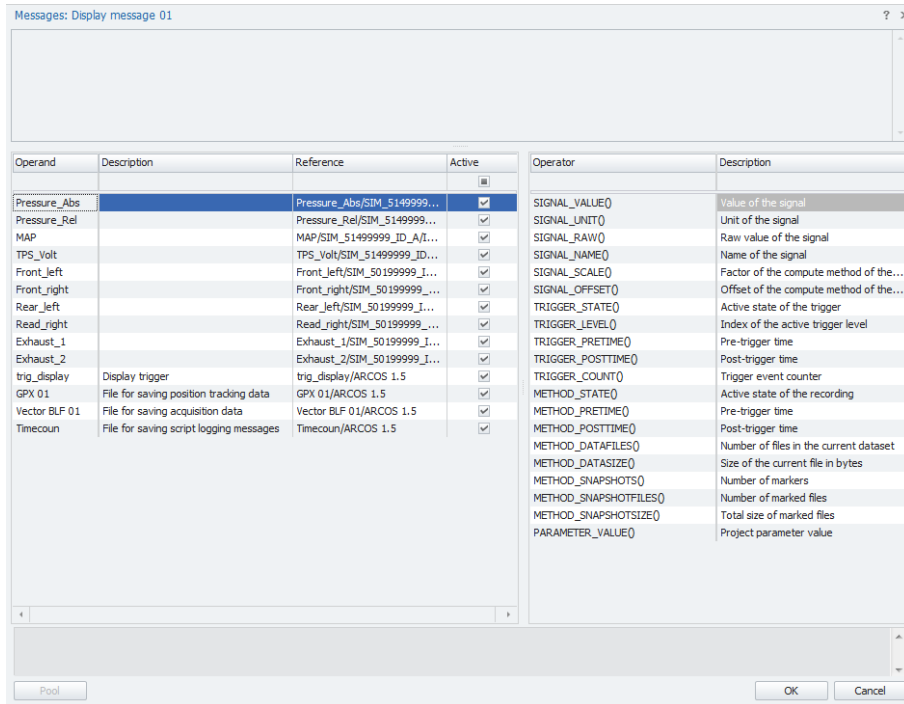 Messages: Display message 01 ?
Operand Description Reference Active
Pressure_Abs Pressure_Abs/SIM_5149999...
Pressure_Rel Pressure_Rel/SIM_5149999...
MAP MAP/SIM_51499999_ID_A/I...
TPS_Volt TPS_Volt/SIM_51499999_ID...
Front_left Front_left/SIM_50199999_I...
Front_right Front_right/SIM_50199999_...
Rear_left Rear_left/SIM_50199999_I...
Read_right Read_right/SIM_50199999_...
Exhaust_1 Exhaust_1/SIM_50199999_I...
Exhaust_2 Exhaust_2/SIM_50199999_I...
trig_display Display trigger trig_display/ARCOS 1.5
GPX 01 File for saving position tracking data GPX 01/ARCOS 1.5
Vector BLF 01 File for saving acquisition data Vector BLF 01/ARCOS 1.5
Timecoun File for saving script logging messages Timecoun/ARCOS 1.5
Operator Description
SIGNAL_VALUE() Value of the signal
SIGNAL_UNIT() Unit of the signal
SIGNAL_RAW() Raw value of the signal
SIGNAL_NAME() Name of the signal
SIGNAL_SCALE() Factor of the compute method of the...
SIGNAL_OFFSET() Offset of the compute method of the...
TRIGGER_STATE() Active state of the trigger
TRIGGER_LEVEL() Index of the active trigger level
TRIGGER_PRETIME() Pre-trigger time
TRIGGER_POSTTIME() Post-trigger time
TRIGGER_COUNT() Trigger event counter
METHOD_STATE() Active state of the recording
METHOD_PRETIME() Pre-trigger time
METHOD_POSTTIME() Post-trigger time
METHOD_DATAFILES() Number of files in the current dataset
METHOD_DATASIZE() Size of the current file in bytes
METHOD_SNAPSHOTS() Number of markers
METHOD_SNAPSHOTFILES() Number of marked files
METHOD_SNAPSHOTSIZE() Total size of marked files
PARAMETER_VALUE() Project parameter value
Pool OK Cancel